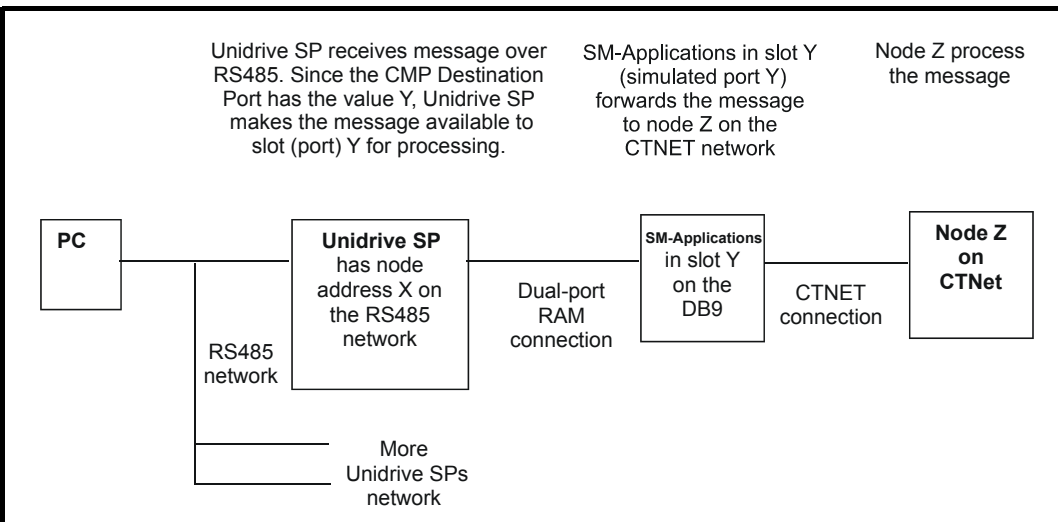 Unidrive SP receives message over
RS485. Since the CMP Destination
Port has the value Y, Unidrive SP
makes the message available to
slot (port) Y for processing.
SM-Applications in slot Y
(simulated port Y)
forwards the message
to node Z on the
CTNET network
Node Z process
the message
PC
RS485
network
Unidrive SP
has node
address X on
the RS485
network
Dual-port
RAM
connection
SM-Applications
in slot Y
on the
DB9
CTNET
connection
Node Z
on
CTNet
More
Unidrive SPs
network